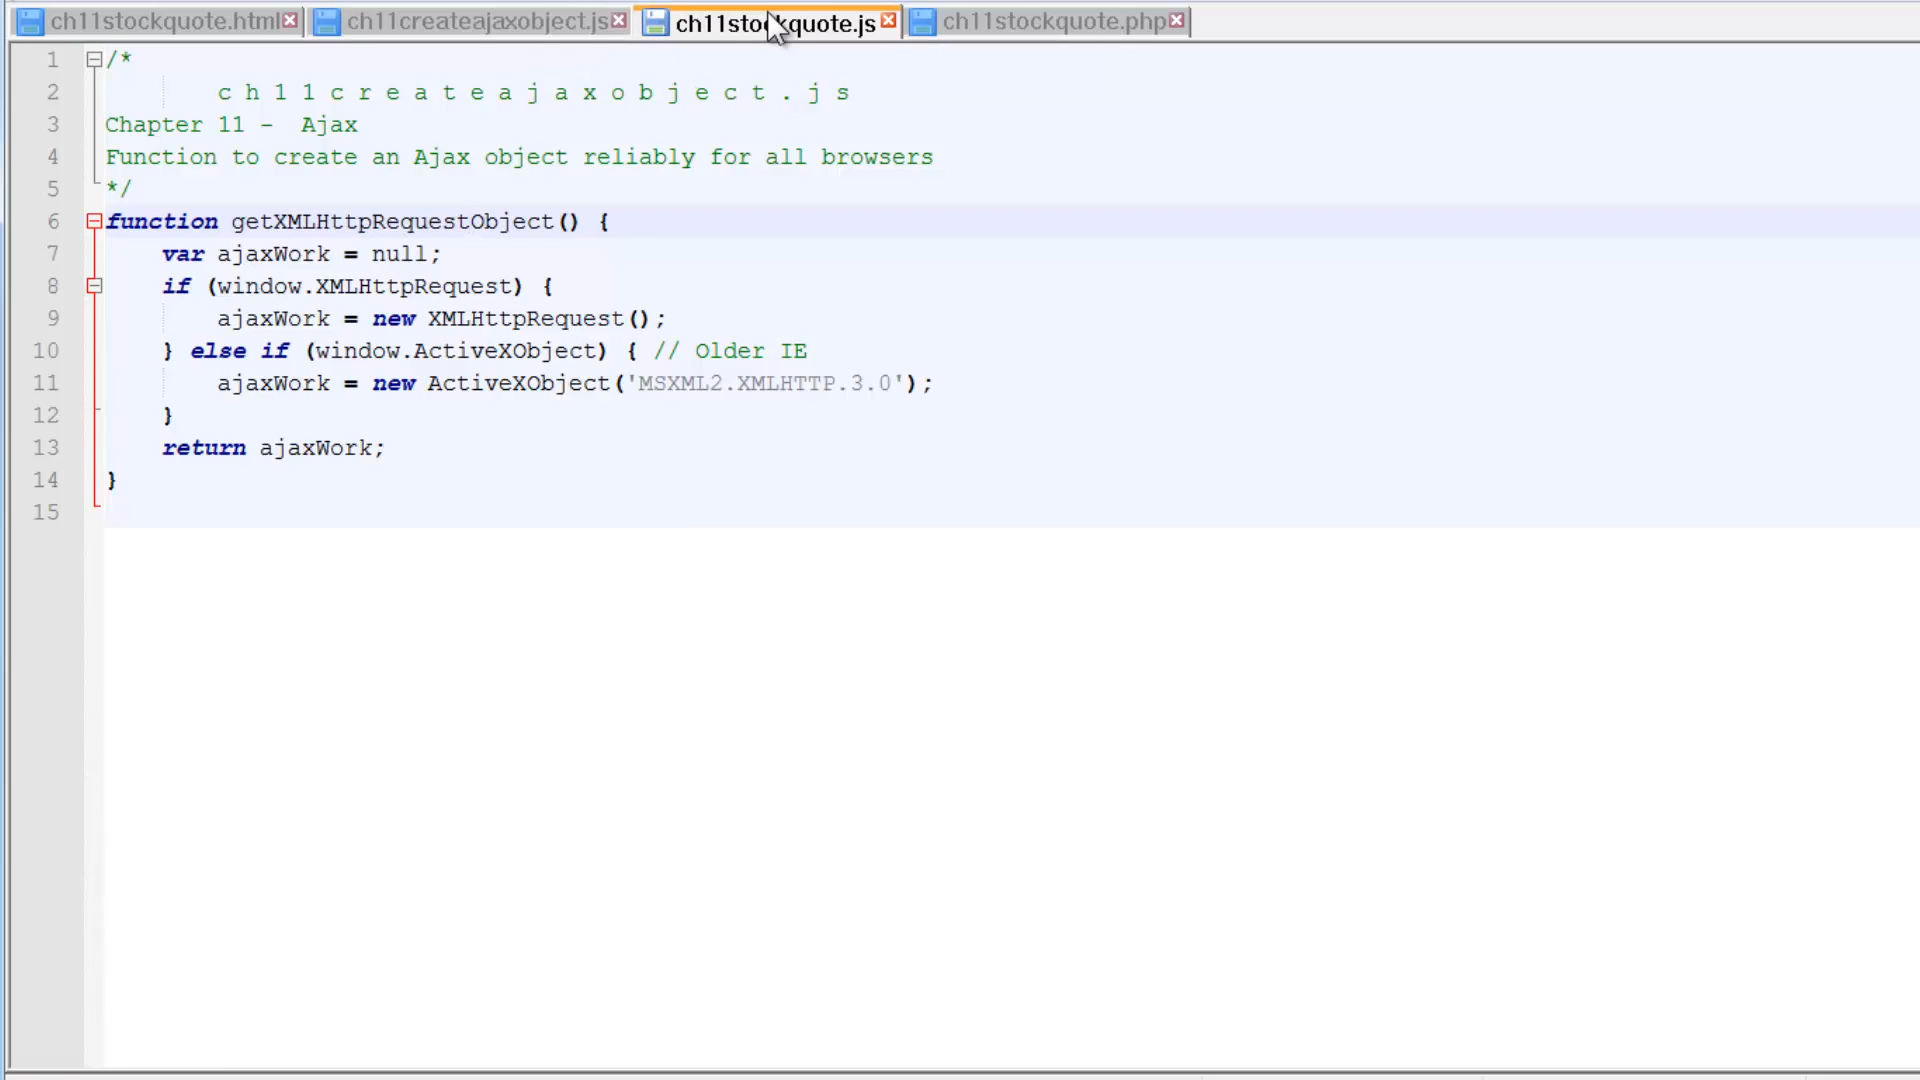 ch11stockquote.html ch11createajaxobject.js ch11stockquote.js ch11stockquote.php
1 /*
2 c h 1 1 c r e a t e a j a x o b j e c t . j s
3 Chapter 11 -  Ajax
4 Function to create an Ajax object reliably for all browsers
5 */
6 function getXMLHttpRequestObject() {
7 var ajaxWork = null;
8 if (window.XMLHttpRequest) {
9 ajaxWork = new XMLHttpRequest();
10 } else if (window.ActiveXObject) { // Older IE
11 ajaxWork = new ActiveXObject('MSXML2.XMLHTTP.3.0');
12 }
13 return ajaxWork;
14 }
15